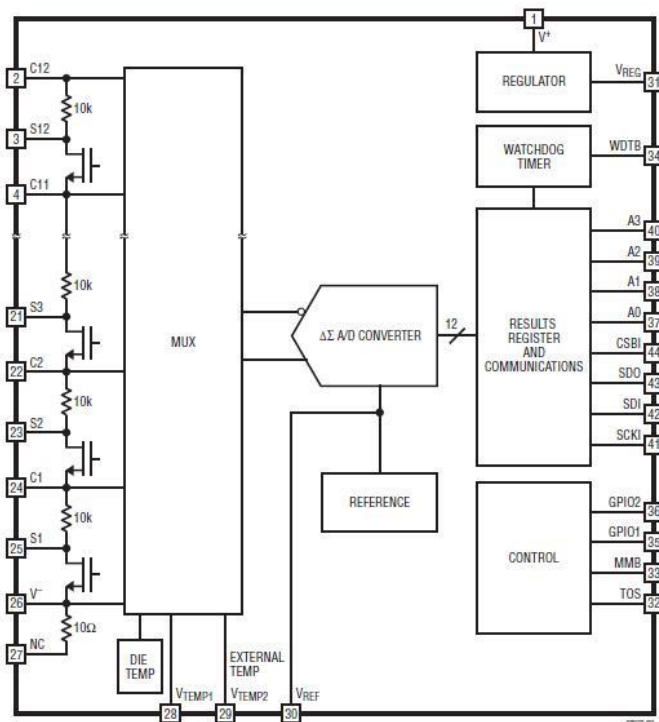 1
V+
2 C12
10k
3 S12
4 C11
10k
21 S3
22 C2
10k
23 S2
24 C1
10k
25 S1
26 V−
10Ω
27 NC
MUX
DIE TEMP
VTEMP1
28
EXTERNAL TEMP
VTEMP2
29
VREF
30
ΔΣ A/D CONVERTER
12
REFERENCE
REGULATOR
VREG 31
WATCHDOG TIMER
WDTB 34
RESULTS REGISTER AND COMMUNICATIONS
A3 40
A2 39
A1 38
A0 37
CSBI 44
SDO 43
SDI 42
SCKI 41
CONTROL
GPIO2 36
GPIO1 35
MMB 33
TOS 32